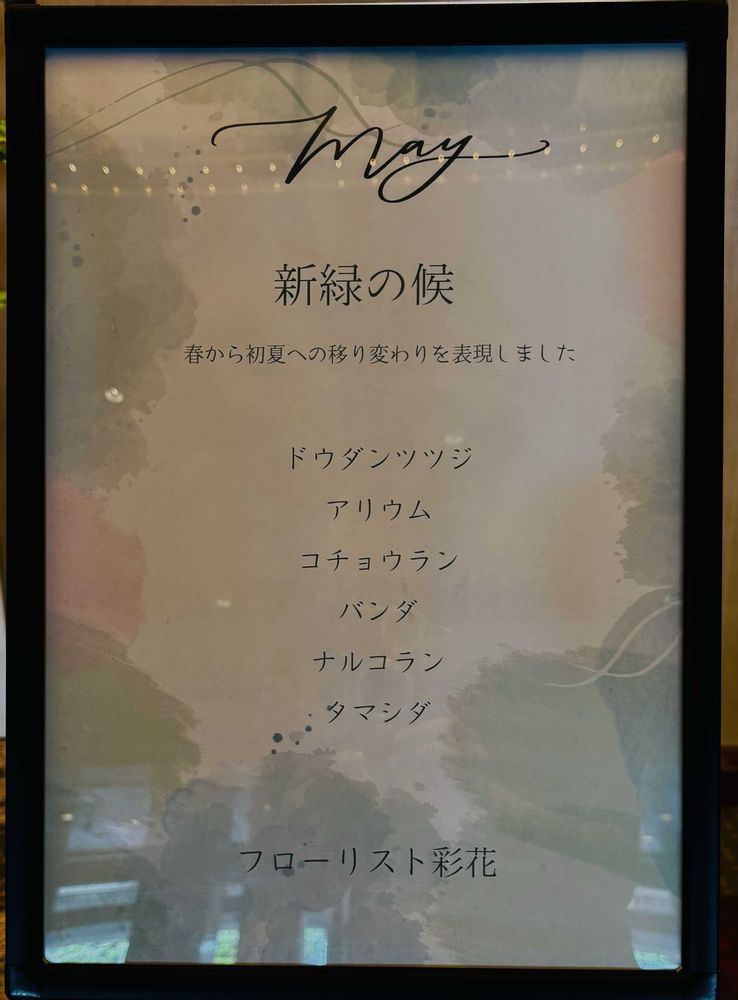 May
新緑の候
春から初夏への移り変わりを表現しました
ドウダンツツジ
アリウム
コチョウラン
バンダ
ナルコラン
タマシダ
フローリスト彩花